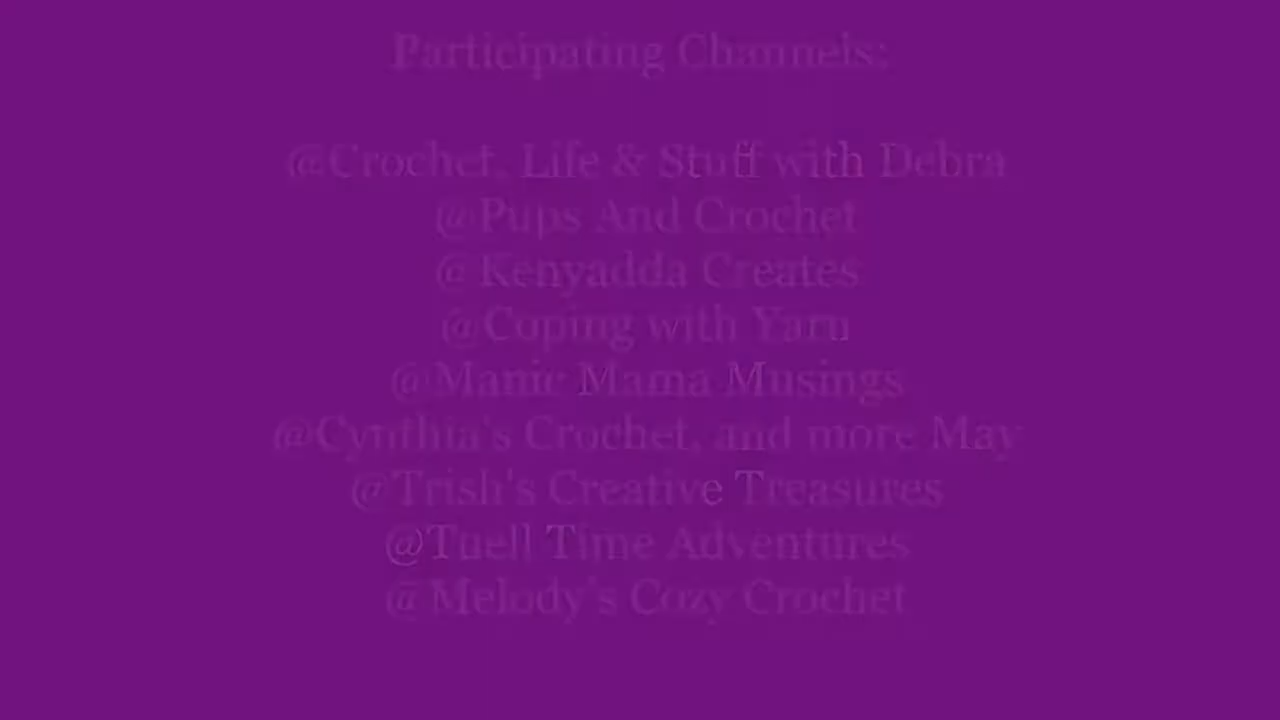 Participating Channels:
@Crochet, Life & Stuff with Debra
@Pups And Crochet
@Kenyadda Creates
@Coping with Yarn
@Manic Mama Musings
@Cynthia's Crochet, and more May
@Trish's Creative Treasures
@Tuell Time Adventures
@Melody's Cozy Crochet